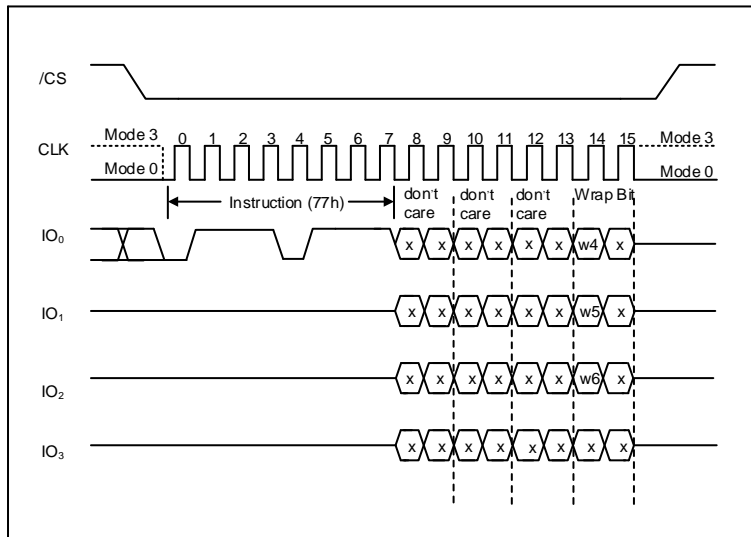 /CS
Mode 3 0 1 2 3 4 5 6 7 8 9 10 11 12 13 14 15 Mode 3
CLK
Mode 0 Mode 0
Instruction (77h) don't care don't care don't care Wrap Bit
IO0 x x x x x x w4 x
IO1 x x x x x x w5 x
IO2 x x x x x x w6 x
IO3 x x x x x x x x